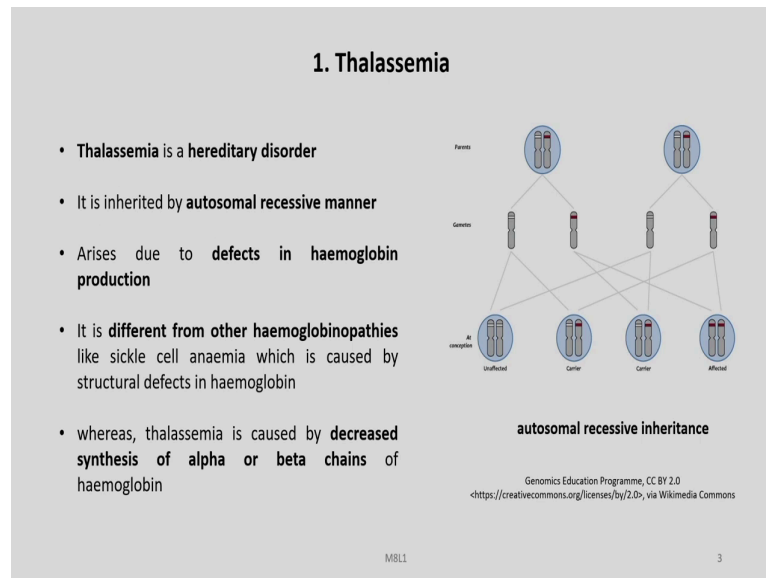 1. Thalassemia
• Thalassemia is a hereditary disorder
• It is inherited by autosomal recessive manner
• Arises due to defects in haemoglobin
production
• It is different from other haemoglobinopathies
like sickle cell anaemia which is caused by
structural defects in haemoglobin
• whereas, thalassemia is caused by decreased
synthesis of alpha or beta chains of
haemoglobin
Parents
Gametes
At
conception
Unaffected Carrier Carrier Affected
autosomal recessive inheritance
Genomics Education Programme, CC BY 2.0
<https://creativecommons.org/licenses/by/2.0>, via Wikimedia Commons
M8L1 3